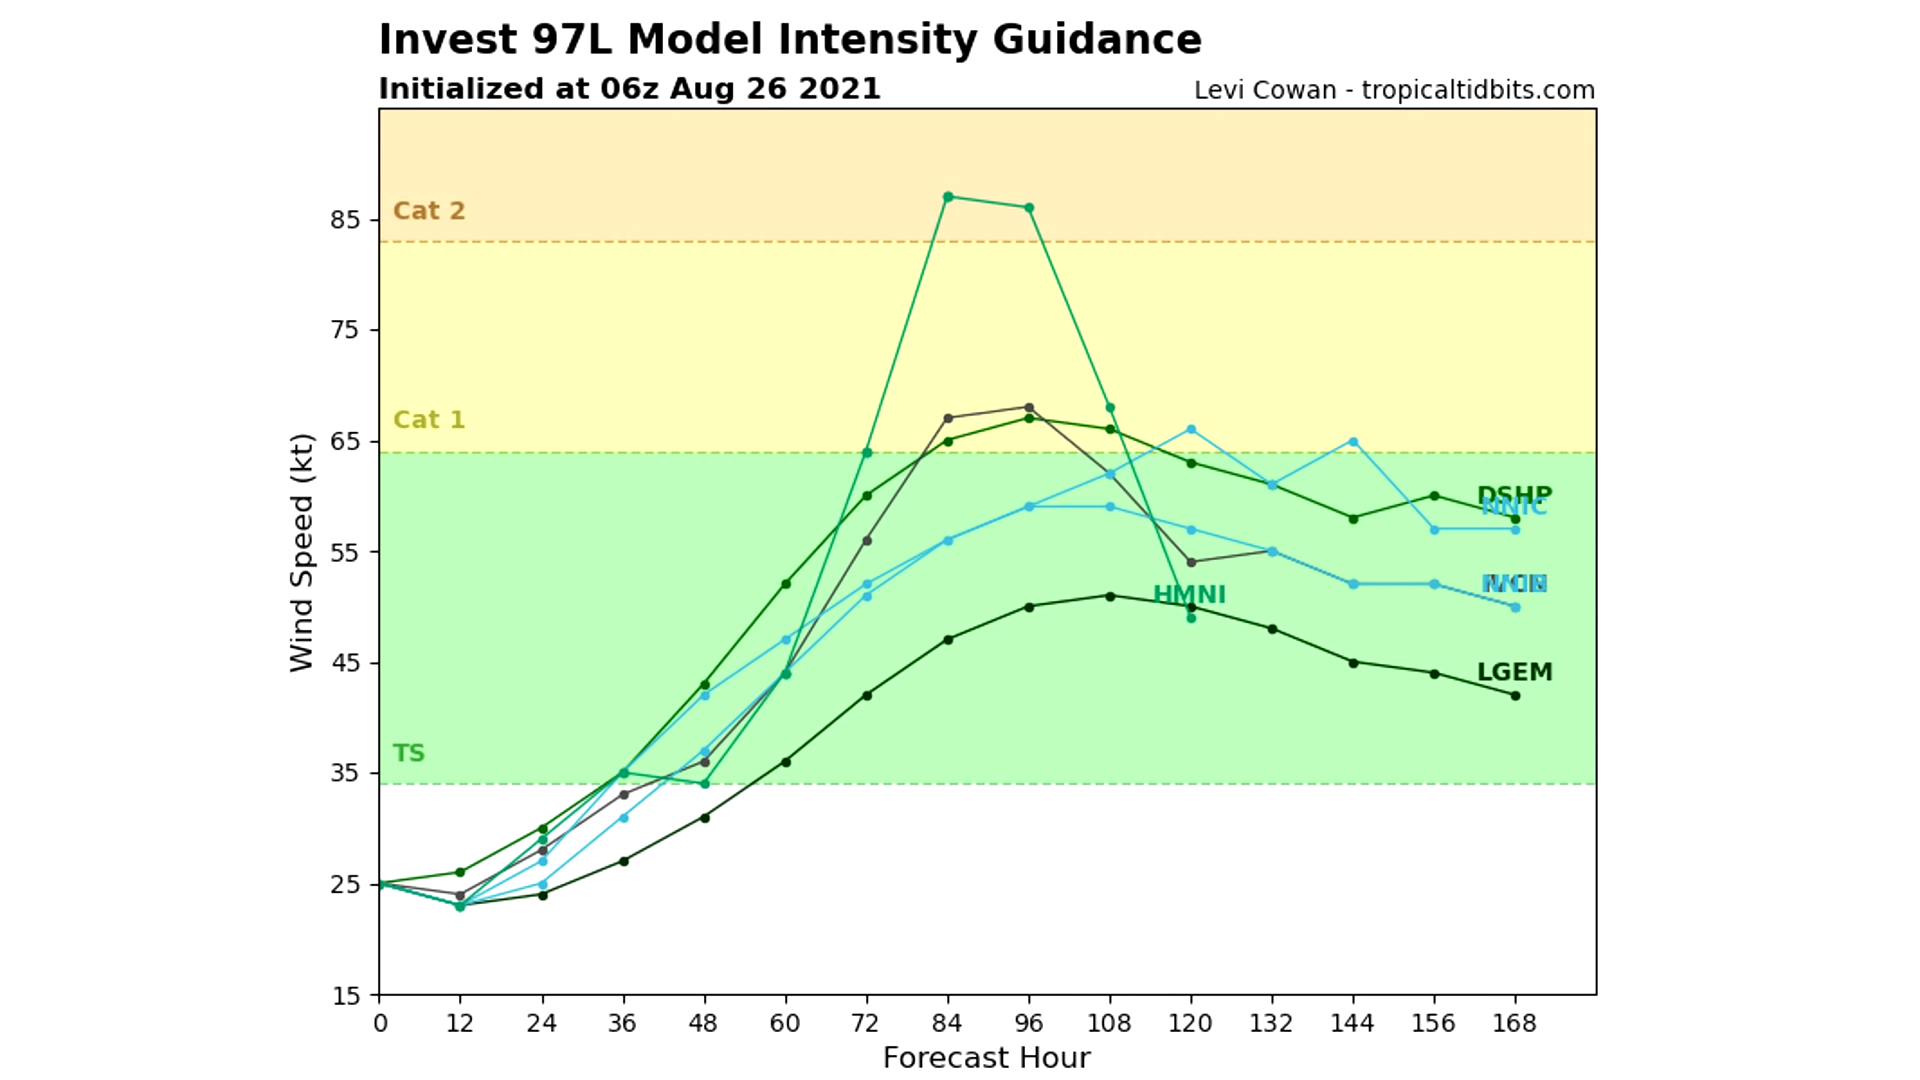 Invest 97L Model Intensity Guidance
Initialized at 06z Aug 26 2021
Levi Cowan - tropicaltidbits.com
Cat 2
85
75
Cat 1
65
Wind Speed (kt)
DSHP
NNIC
55
HMNI
45
LGEM
TS
35
25
15
0 12 24 36 48 60 72 84 96 108 120 132 144 156 168
Forecast Hour